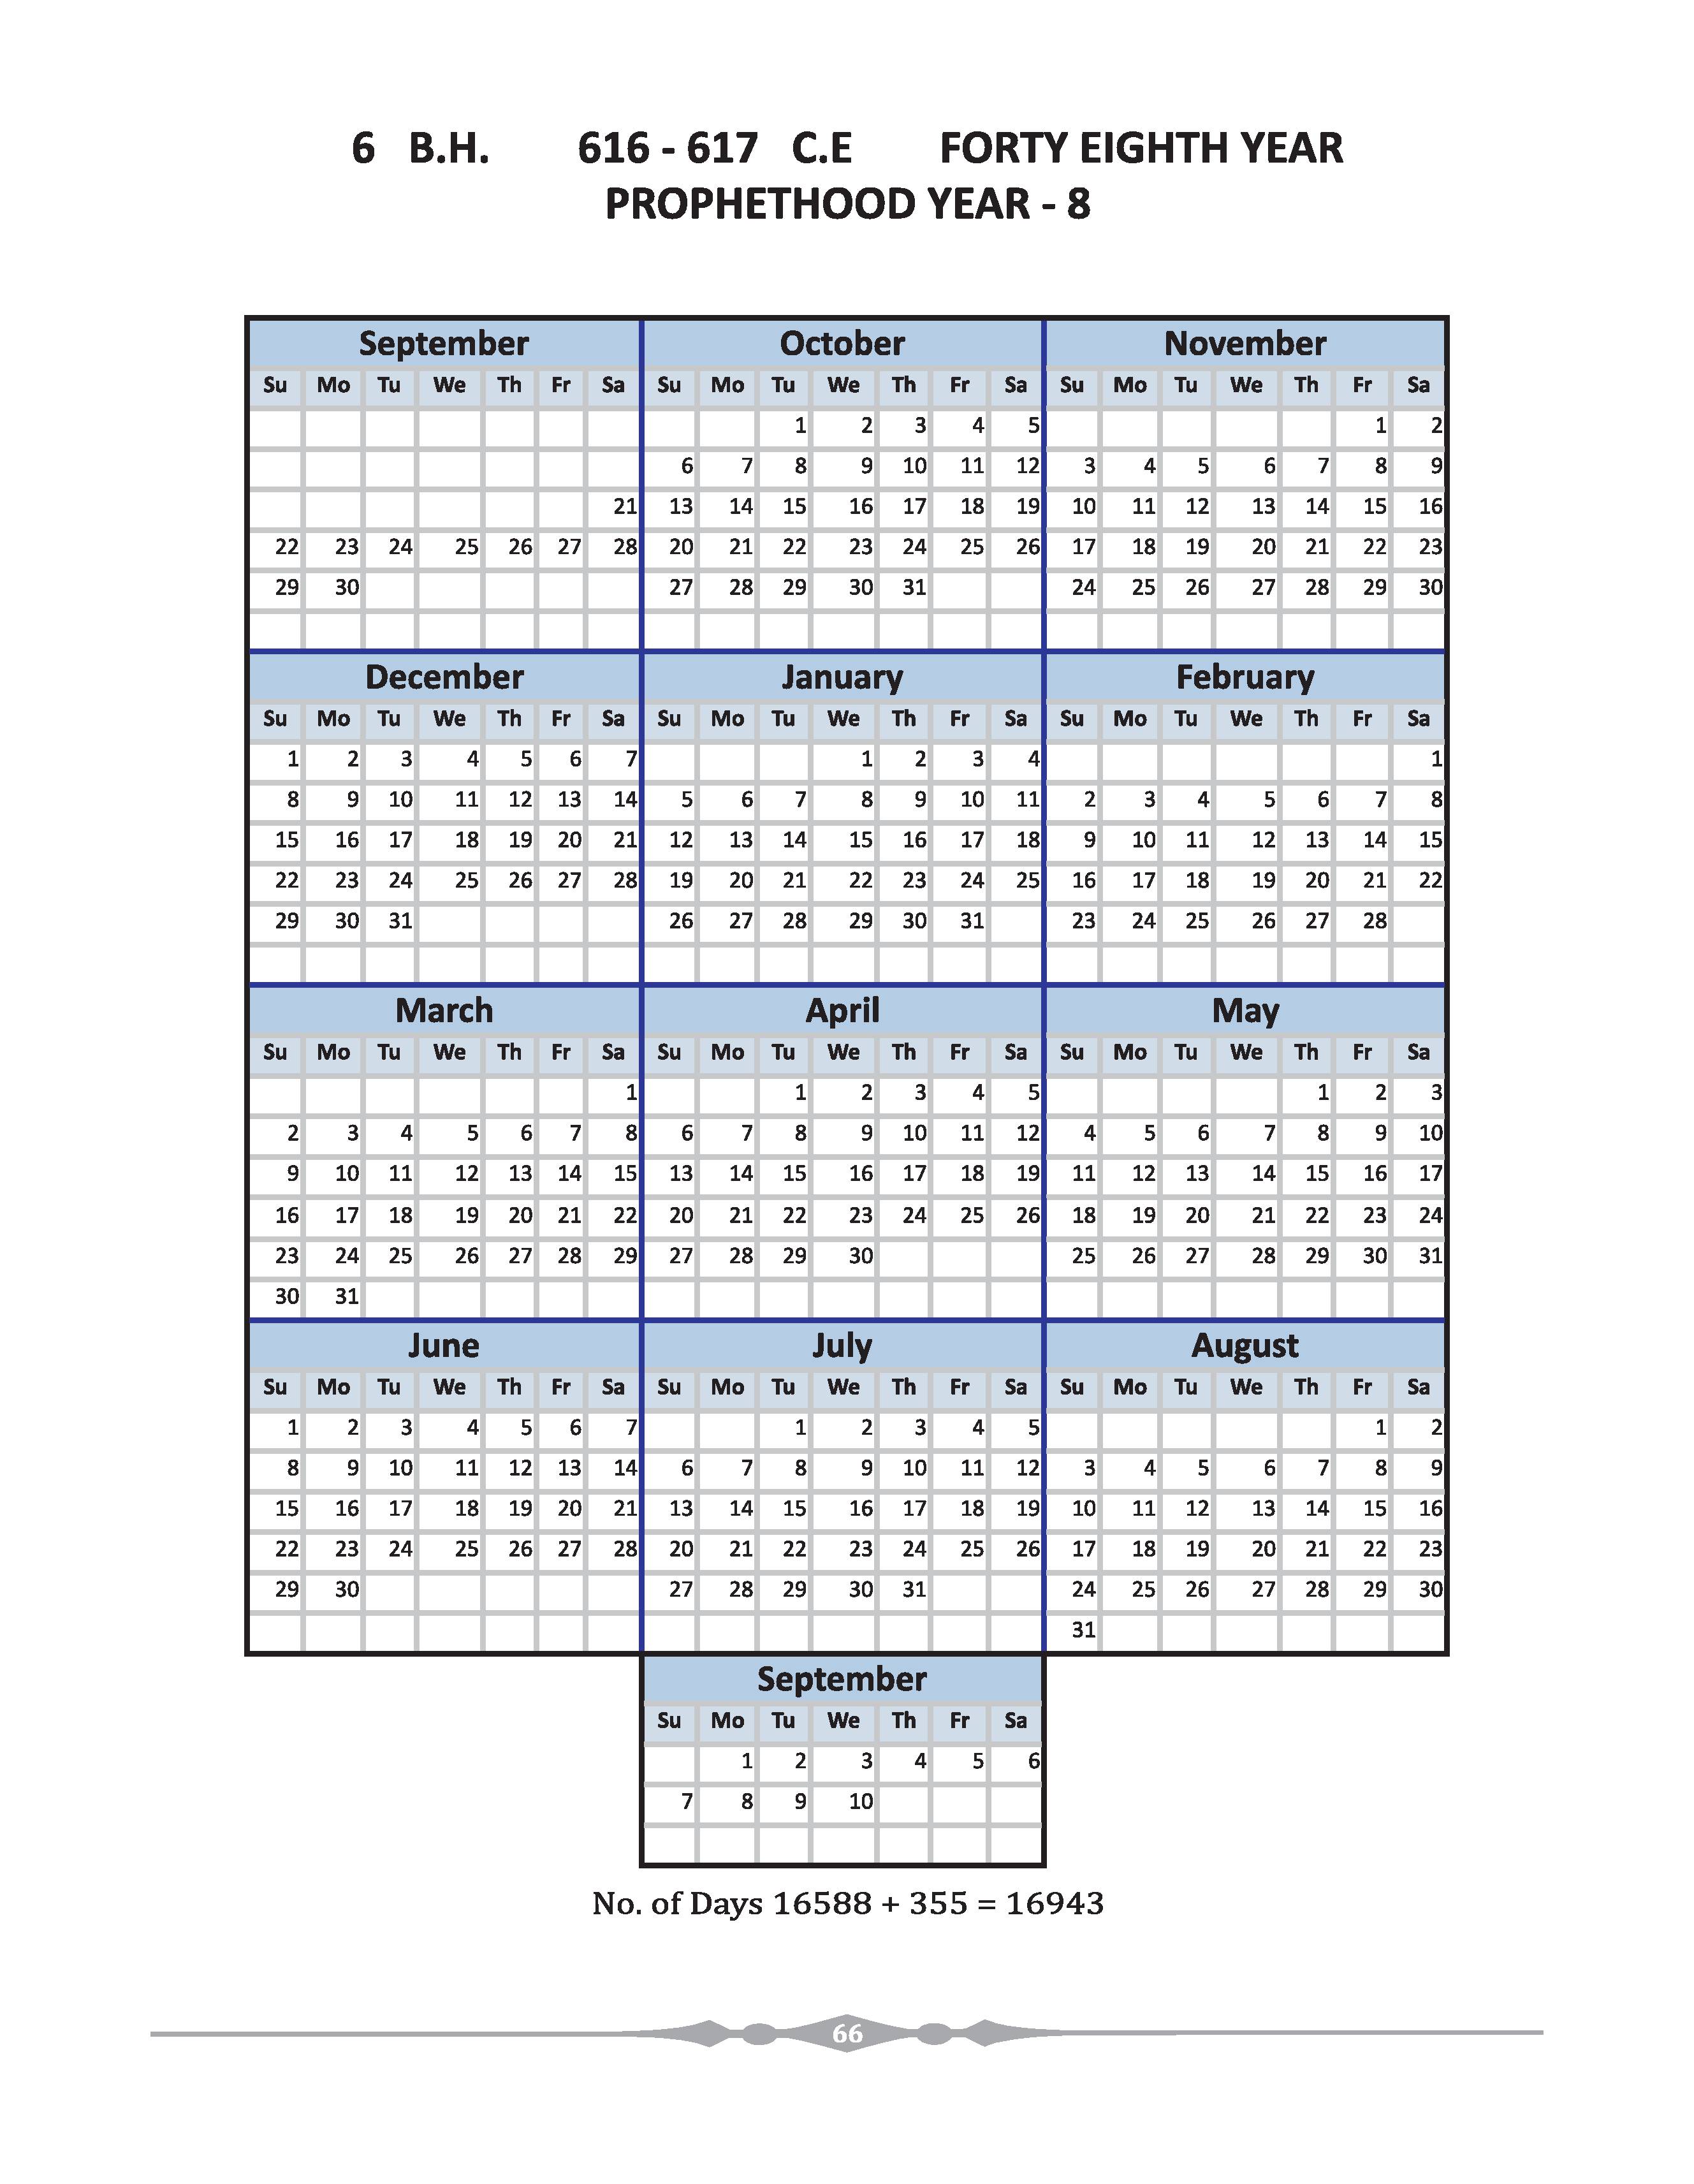 6 B.H. 616 - 617 C.E FORTY EIGHTH YEAR
PROPHETHOOD YEAR - 8
September October November
Su Mo Tu We Th Fr Sa Su Mo Tu We Th Fr Sa Su Mo Tu We Th Fr Sa
1 2 3 4 5 1 2
6 7 8 9 10 11 12 3 4 5 6 7 8 9
21 13 14 15 16 17 18 19 10 11 12 13 14 15 16
22 23 24 25 26 27 28 20 21 22 23 24 25 26 17 18 19 20 21 22 23
29 30 27 28 29 30 31 24 25 26 27 28 29 30
December January February
Su Mo Tu We Th Fr Sa Su Mo Tu We Th Fr Sa Su Mo Tu We Th Fr Sa
1 2 3 4 5 6 7 1 2 3 4 1
8 9 10 11 12 13 14 5 6 7 8 9 10 11 2 3 4 5 6 7 8
15 16 17 18 19 20 21 12 13 14 15 16 17 18 9 10 11 12 13 14 15
22 23 24 25 26 27 28 19 20 21 22 23 24 25 16 17 18 19 20 21 22
29 30 31 26 27 28 29 30 31 23 24 25 26 27 28
March April May
Su Mo Tu We Th Fr Sa Su Mo Tu We Th Fr Sa Su Mo Tu We Th Fr Sa
1 1 2 3 4 5 1 2 3
2 3 4 5 6 7 8 6 7 8 9 10 11 12 4 5 6 7 8 9 10
9 10 11 12 13 14 15 13 14 15 16 17 18 19 11 12 13 14 15 16 17
16 17 18 19 20 21 22 20 21 22 23 24 25 26 18 19 20 21 22 23 24
23 24 25 26 27 28 29 27 28 29 30 25 26 27 28 29 30 31
30 31
June July August
Su Mo Tu We Th Fr Sa Su Mo Tu We Th Fr Sa Su Mo Tu We Th Fr Sa
1 2 3 4 5 6 7 1 2 3 4 5 1 2
8 9 10 11 12 13 14 6 7 8 9 10 11 12 3 4 5 6 7 8 9
15 16 17 18 19 20 21 13 14 15 16 17 18 19 10 11 12 13 14 15 16
22 23 24 25 26 27 28 20 21 22 23 24 25 26 17 18 19 20 21 22 23
29 30 27 28 29 30 31 24 25 26 27 28 29 30
31
September
Su Mo Tu We Th Fr Sa
1 2 3 4 5 6
7 8 9 10
No. of Days 16588 + 355 = 16943
66